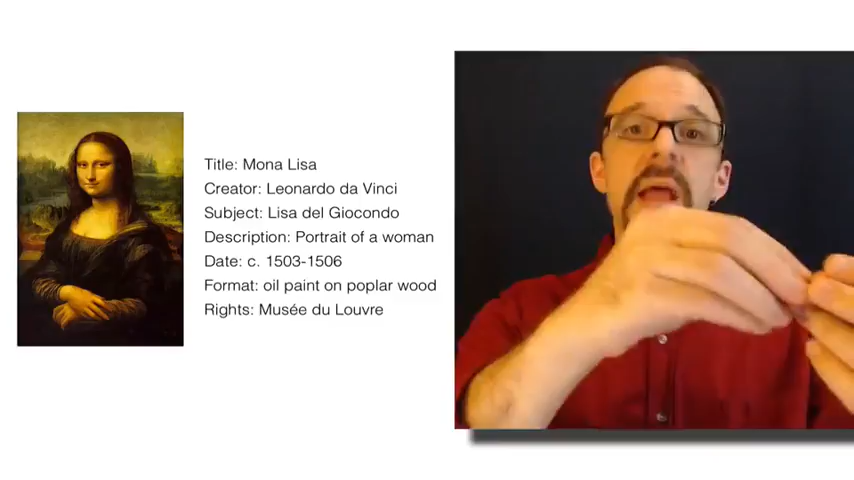 Title: Mona Lisa
Creator: Leonardo da Vinci
Subject: Lisa del Giocondo
Description: Portrait of a woman
Date: c. 1503-1506
Format: oil paint on poplar wood
Rights: Musée du Louvre